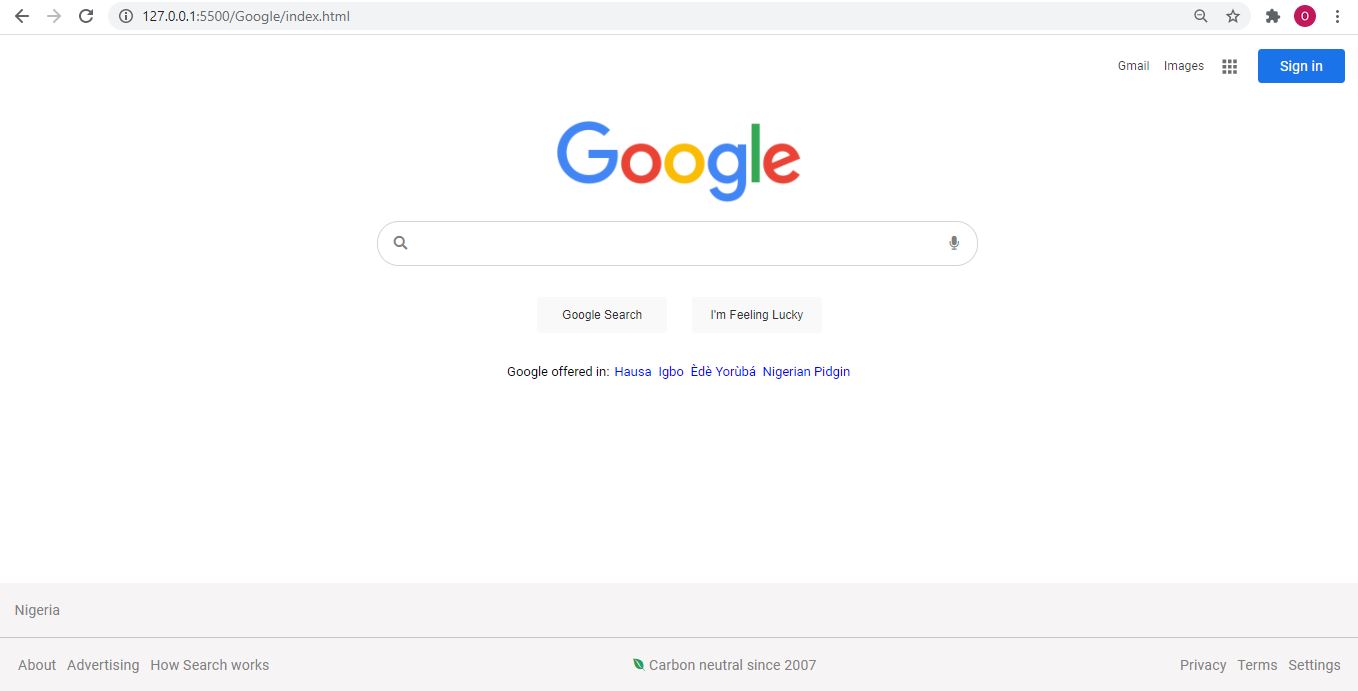 127.0.0.1:5500/Google/index.html
O
Gmail Images Sign in
Google
Google Search I'm Feeling Lucky
Google offered in: Hausa Igbo Èdè Yorùbá Nigerian Pidgin
Nigeria
About Advertising How Search works Carbon neutral since 2007 Privacy Terms Settings